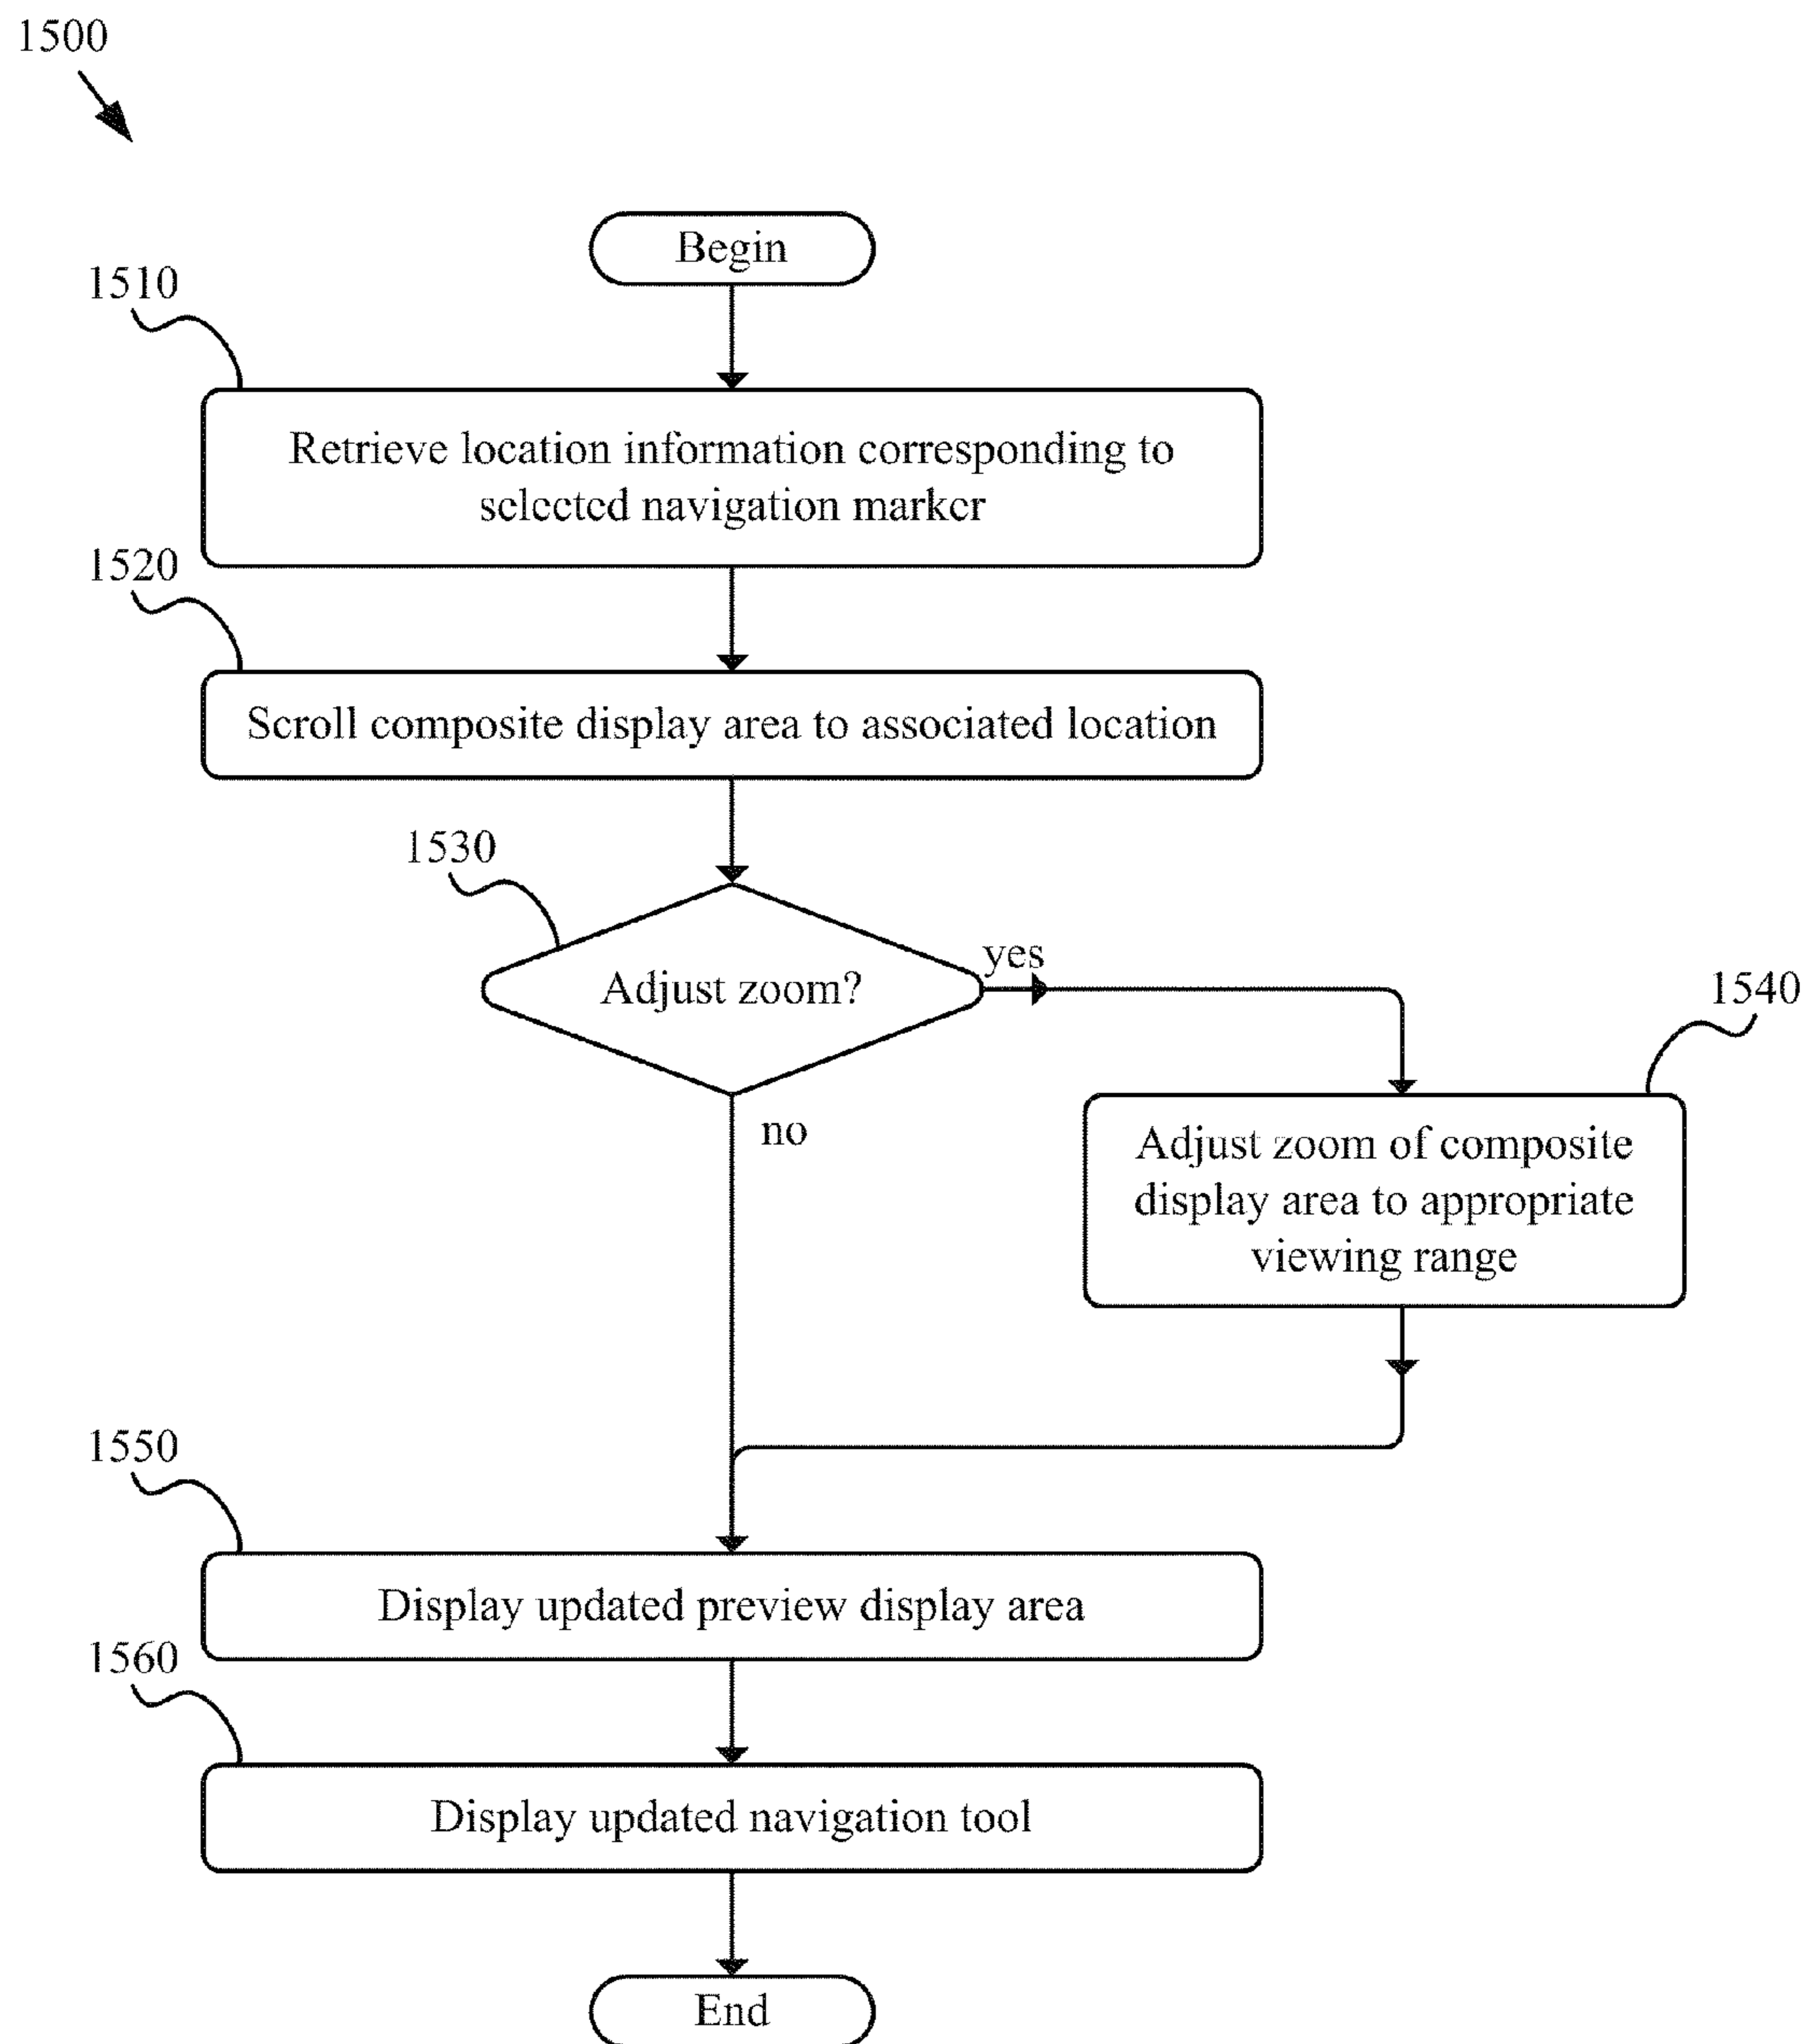 1500
Begin
1510
Retrieve location information corresponding to
selected navigation marker
1520
Scroll composite display area to associated location
1530
Adjust zoom?
yes
1540
no
Adjust zoom of composite
display area to appropriate
viewing range
1550
Display updated preview display area
1560
Display updated navigation tool
End